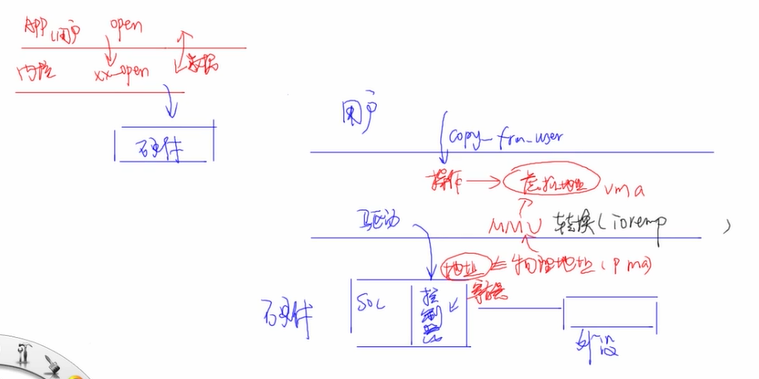 APP 用户 open
内核 xx_open 数据
硬件
用户
copy_frm_user
操作 虚拟地址 vma
驱动 MMU 转换(ioremp )
地址 物理地址(pma)
硬件 SOC 控制器 寄存器
外设